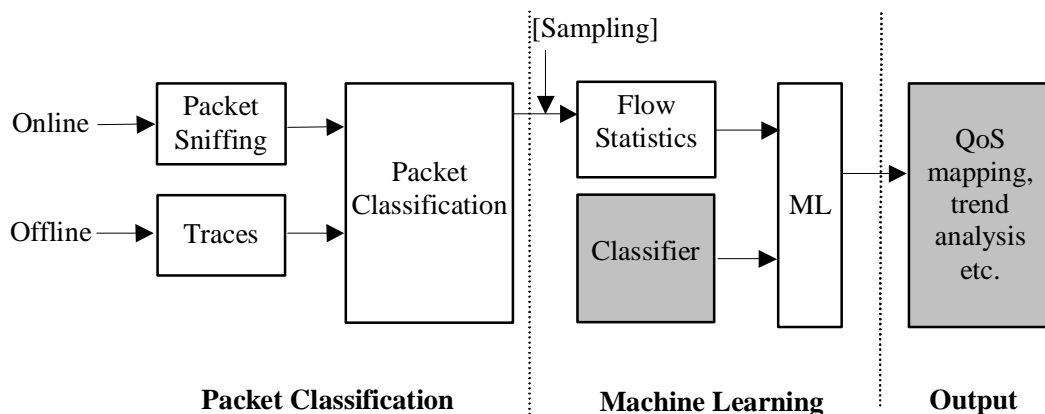 [Sampling]
Online
Packet
Sniffing
Offline
Traces
Packet
Classification
Flow
Statistics
Classifier
ML
QoS
mapping,
trend
analysis
etc.
Packet Classification
Machine Learning
Output